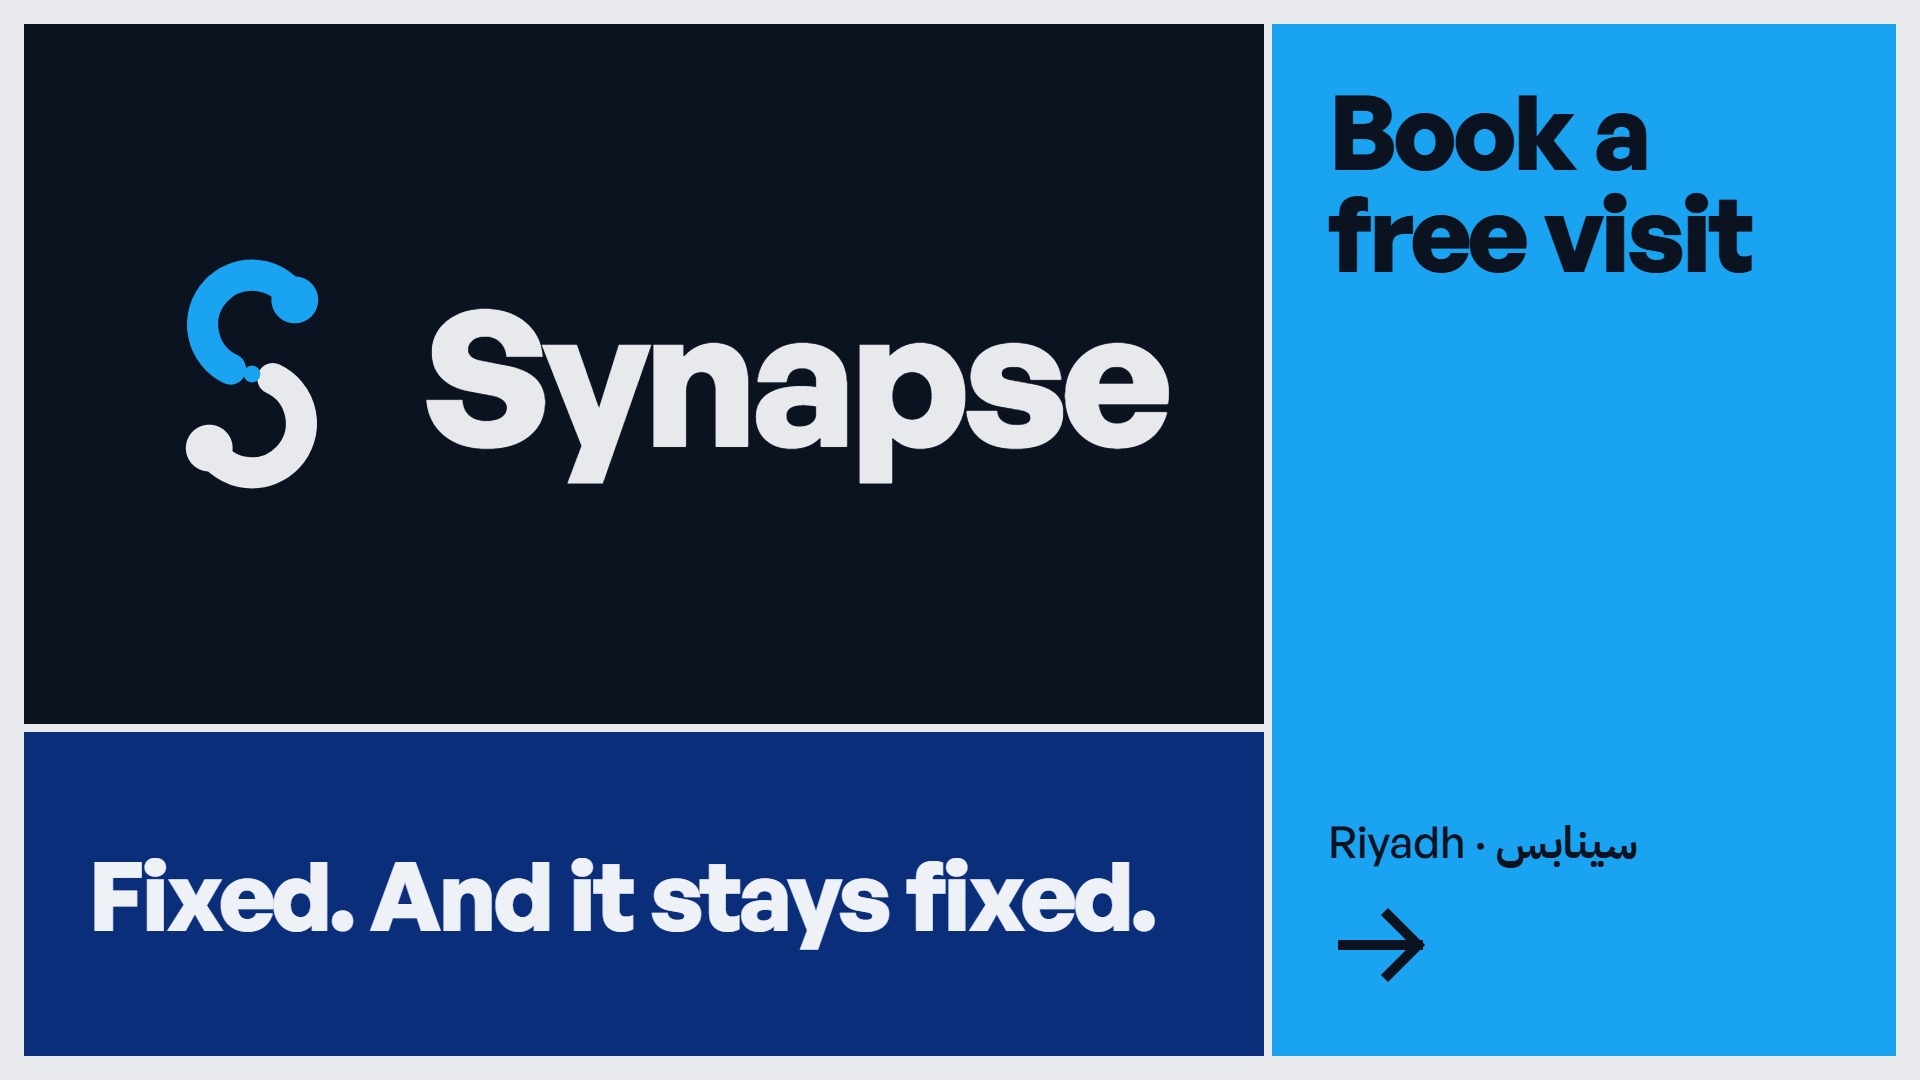 Synapse
Fixed. And it stays fixed.
Book a
free visit
Riyadh · سينابس